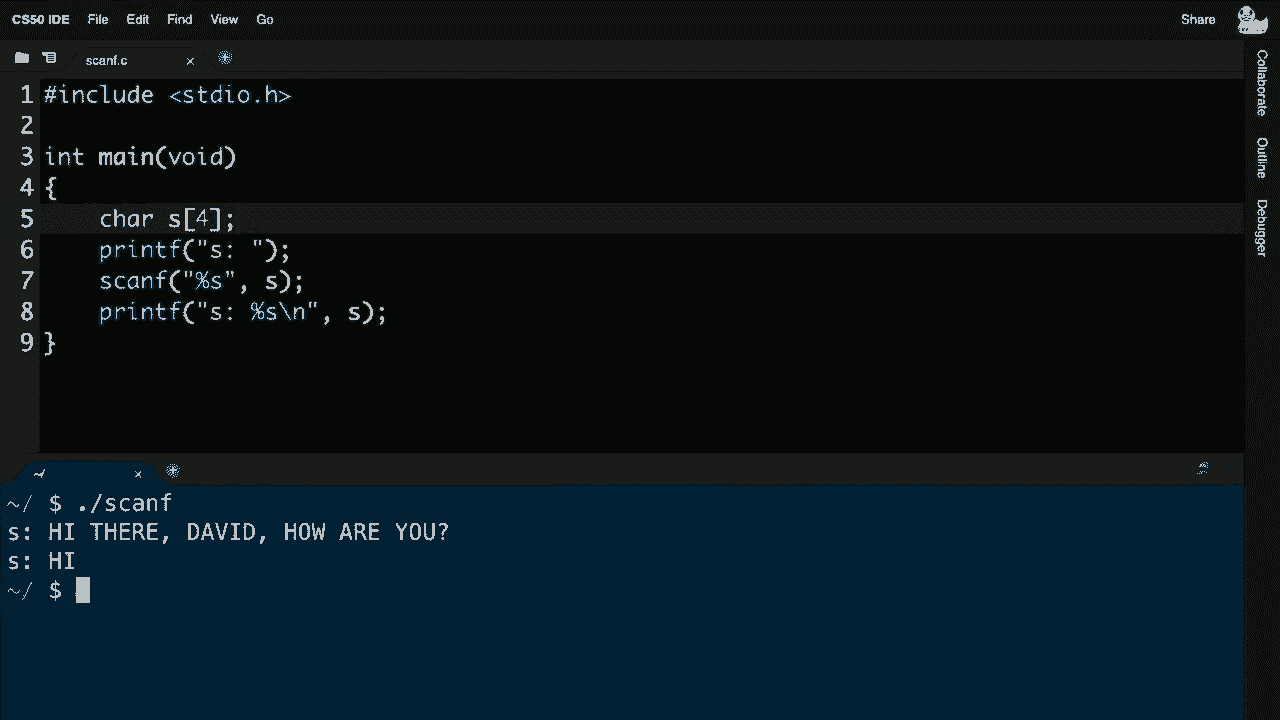 CS50 IDE File Edit Find View Go Share
scanf.c ×
1 #include <stdio.h>
2
3 int main(void)
4 {
5     char s[4];
6     printf("s: ");
7     scanf("%s", s);
8     printf("s: %s\n", s);
9 }
Collaborate
Outline
Debugger
~/ $ ./scanf
s: HI THERE, DAVID, HOW ARE YOU?
s: HI
~/ $